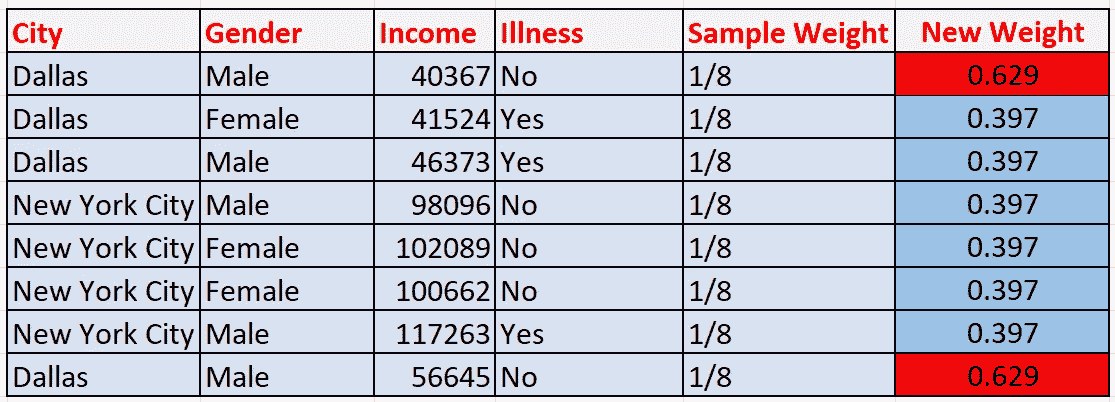 City Gender Income Illness Sample Weight New Weight
Dallas Male 40367 No 1/8 0.629
Dallas Female 41524 Yes 1/8 0.397
Dallas Male 46373 Yes 1/8 0.397
New York City Male 98096 No 1/8 0.397
New York City Female 102089 No 1/8 0.397
New York City Female 100662 No 1/8 0.397
New York City Male 117263 Yes 1/8 0.397
Dallas Male 56645 No 1/8 0.629